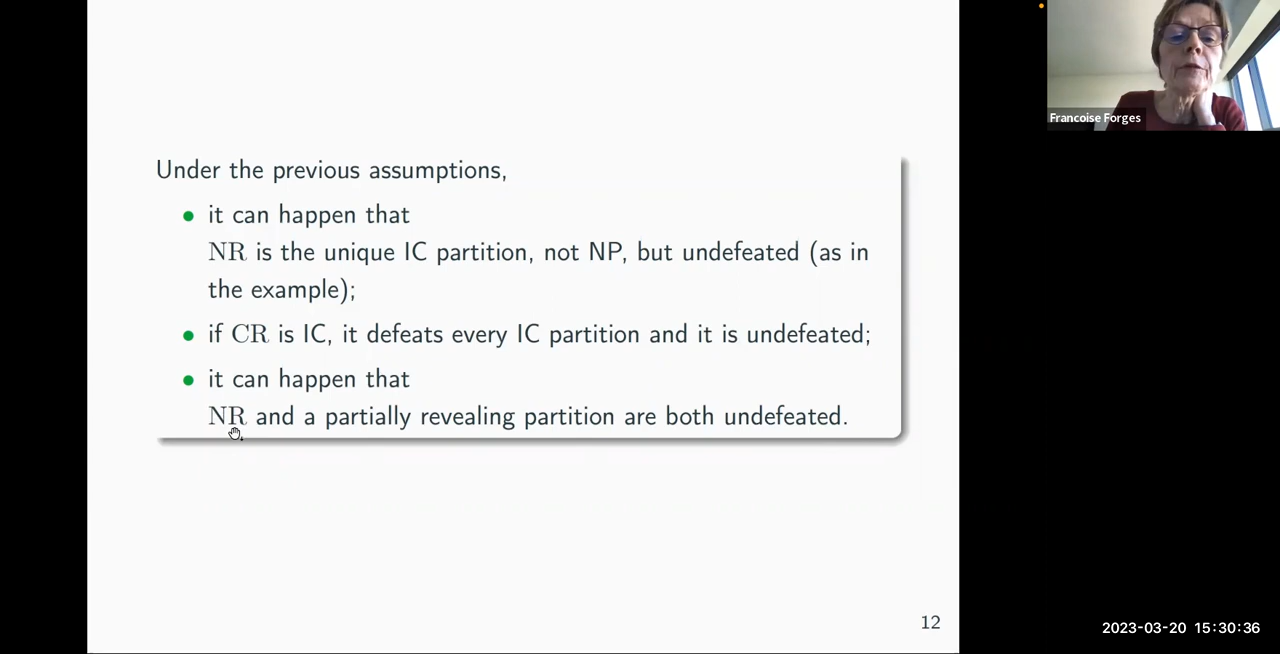 Francoise Forges
Under the previous assumptions,
• it can happen that
NR is the unique IC partition, not NP, but undefeated (as in
the example);
• if CR is IC, it defeats every IC partition and it is undefeated;
• it can happen that
NR and a partially revealing partition are both undefeated.
12
2023-03-20 15:30:36